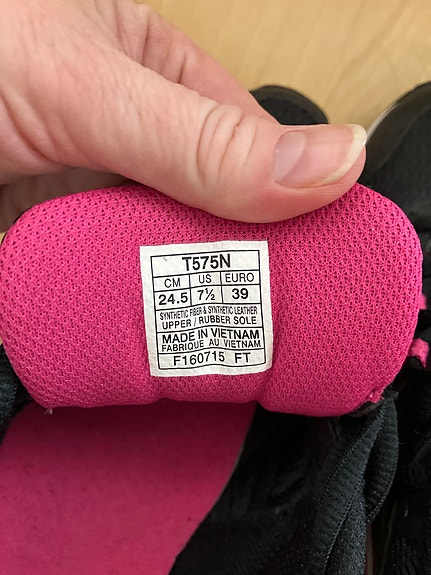 T575N
CM US EURO
24.5 7½ 39
SYNTHETIC FIBER & SYNTHETIC LEATHER
UPPER / RUBBER SOLE
MADE IN VIETNAM
FABRIQUE AU VIETNAM
F160715 FT